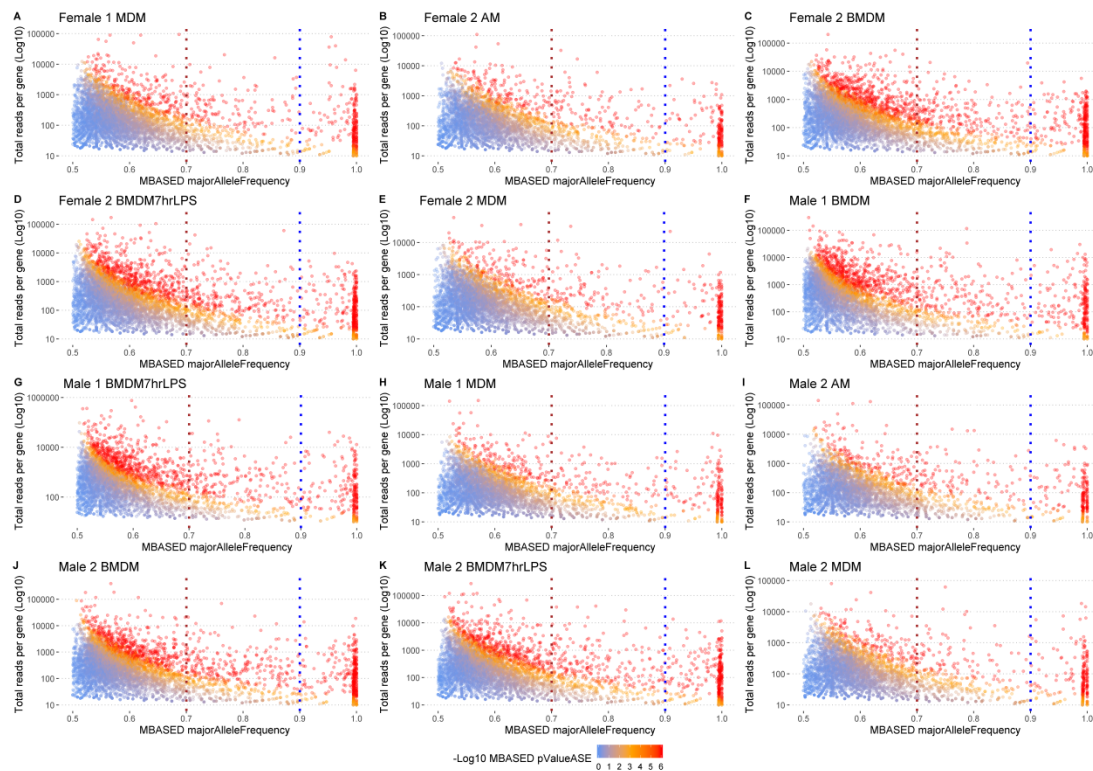 A Female 1 MDM
B Female 2 AM
C Female 2 BMDM
Total reads per gene (Log10)
100000
10000
1000
100
10
0.5 0.6 0.7 0.8 0.9 1.0
MBASED majorAlleleFrequency
Total reads per gene (Log10)
100000
10000
1000
100
10
0.5 0.6 0.7 0.8 0.9 1.0
MBASED majorAlleleFrequency
Total reads per gene (Log10)
100000
10000
1000
100
10
0.5 0.6 0.7 0.8 0.9 1.0
MBASED majorAlleleFrequency
D Female 2 BMDM7hrLPS
E Female 2 MDM
F Male 1 BMDM
Total reads per gene (Log10)
100000
10000
1000
100
10
0.5 0.6 0.7 0.8 0.9 1.0
MBASED majorAlleleFrequency
Total reads per gene (Log10)
10000
1000
100
10
0.5 0.6 0.7 0.8 0.9 1.0
MBASED majorAlleleFrequency
Total reads per gene (Log10)
100000
10000
1000
100
10
0.5 0.6 0.7 0.8 0.9 1.0
MBASED majorAlleleFrequency
G Male 1 BMDM7hrLPS
H Male 1 MDM
I Male 2 AM
Total reads per gene (Log10)
1000000
10000
100
0.5 0.6 0.7 0.8 0.9 1.0
MBASED majorAlleleFrequency
Total reads per gene (Log10)
100000
10000
1000
100
10
0.5 0.6 0.7 0.8 0.9 1.0
MBASED majorAlleleFrequency
Total reads per gene (Log10)
100000
10000
1000
100
10
0.5 0.6 0.7 0.8 0.9 1.0
MBASED majorAlleleFrequency
J Male 2 BMDM
K Male 2 BMDM7hrLPS
L Male 2 MDM
Total reads per gene (Log10)
100000
10000
1000
100
10
0.5 0.6 0.7 0.8 0.9 1.0
MBASED majorAlleleFrequency
Total reads per gene (Log10)
100000
10000
1000
100
10
0.5 0.6 0.7 0.8 0.9 1.0
MBASED majorAlleleFrequency
Total reads per gene (Log10)
100000
10000
1000
100
10
0.5 0.6 0.7 0.8 0.9 1.0
MBASED majorAlleleFrequency
-Log10 MBASED pValueASE
0 1 2 3 4 5 6